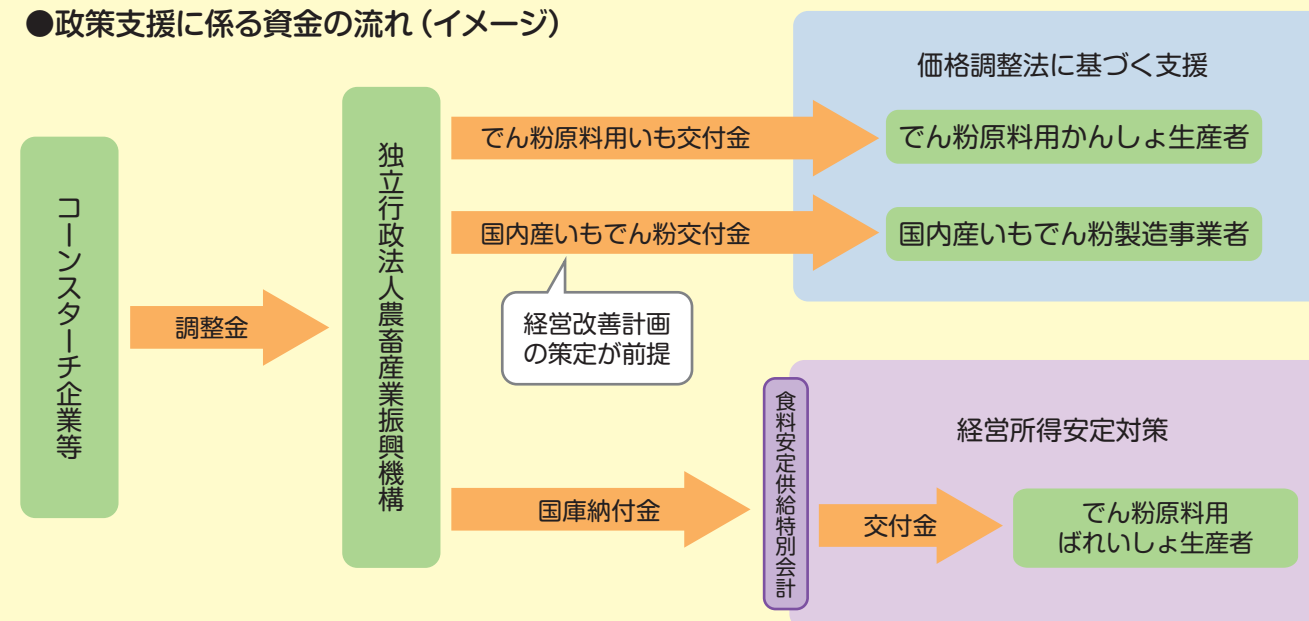 ●政策支援に係る資金の流れ（イメージ）
価格調整法に基づく支援
コーンスターチ企業等
調整金
独立行政法人農畜産業振興機構
でん粉原料用いも交付金
でん粉原料用かんしょ生産者
国内産いもでん粉交付金
国内産いもでん粉製造事業者
経営改善計画
の策定が前提
国庫納付金
食料安定供給特別会計
経営所得安定対策
交付金
でん粉原料用
ばれいしょ生産者